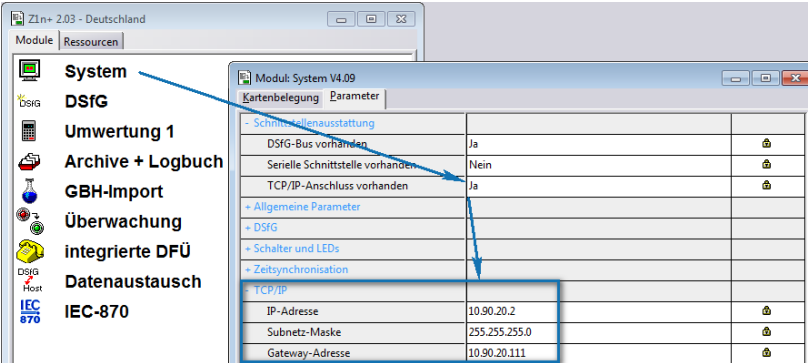 Z1n+ 2.03 - Deutschland
Module Ressourcen
System
DSfG DSfG
Umwertung 1
Archive + Logbuch
GBH-Import
Überwachung
integrierte DFÜ
DSfG Host Datenaustausch
IEC 870 IEC-870
Modul: System V4.09
Kartenbelegung Parameter
- Schnittstellenausstattung
DSfG-Bus vorhanden Ja
Serielle Schnittstelle vorhanden Nein
TCP/IP-Anschluss vorhanden Ja
+ Allgemeine Parameter
+ DSfG
+ Schalter und LEDs
+ Zeitsynchronisation
- TCP/IP
IP-Adresse 10.90.20.2
Subnetz-Maske 255.255.255.0
Gateway-Adresse 10.90.20.111